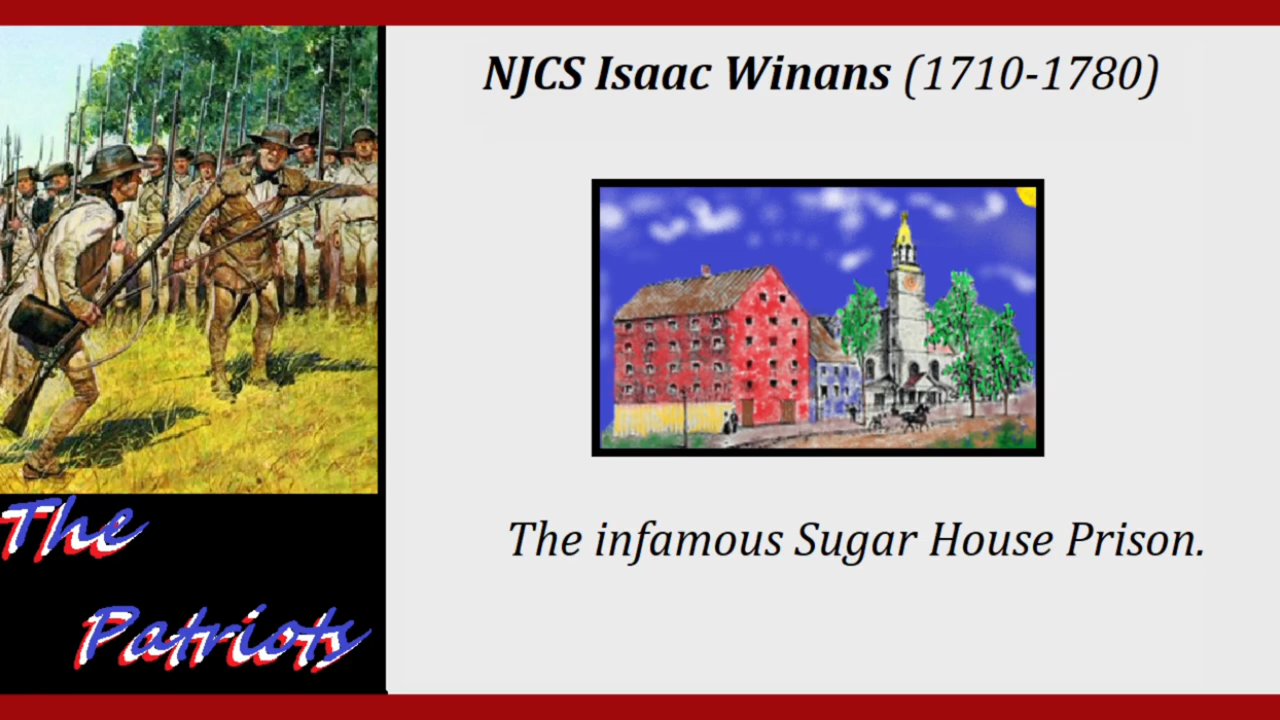 NJCS Isaac Winans (1710-1780)
The infamous Sugar House Prison.
The
Patriots